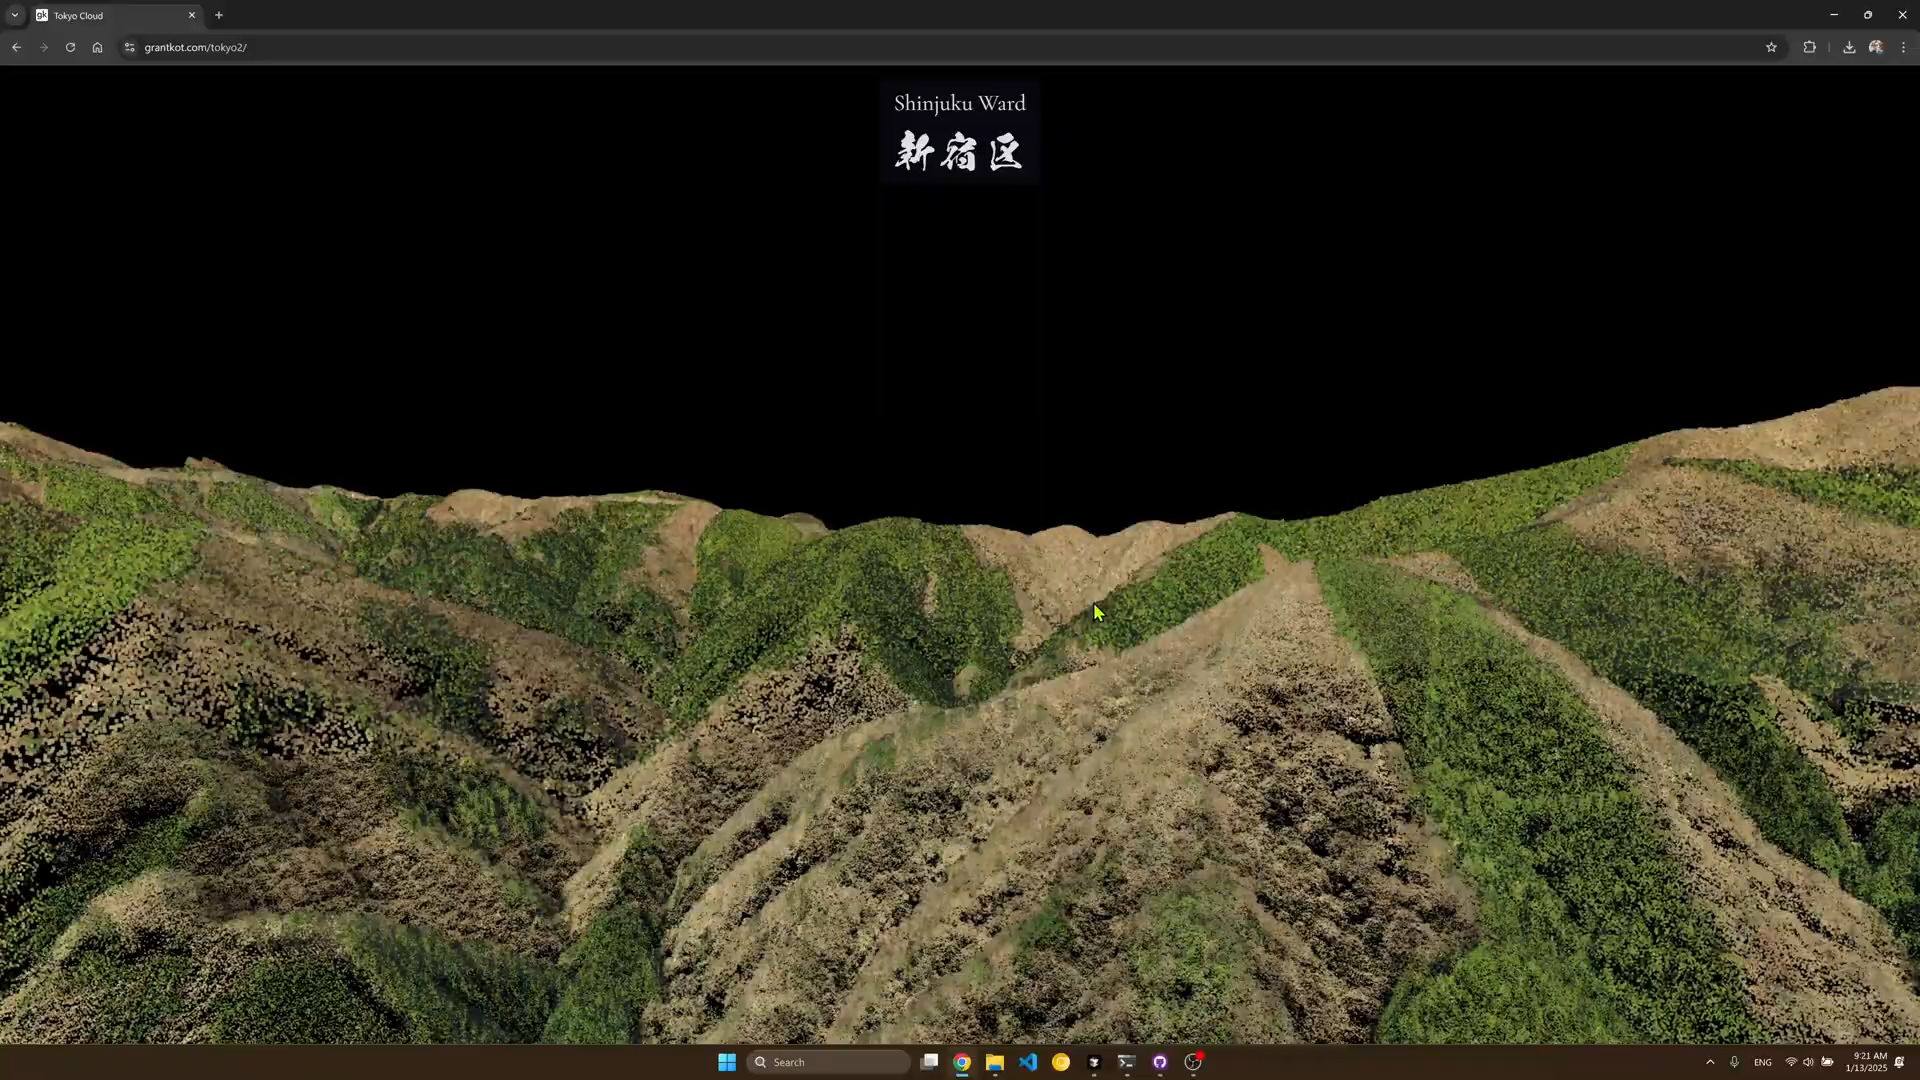 Tokyo Cloud
grantkot.com/tokyo2/
Shinjuku Ward
新宿区
Search
ENG
9:21 AM
1/13/2025